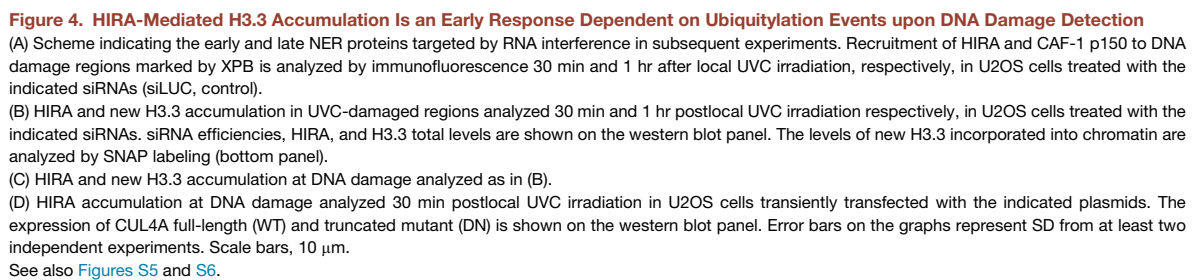 Figure 4. HIRA-Mediated H3.3 Accumulation Is an Early Response Dependent on Ubiquitylation Events upon DNA Damage Detection
(A) Scheme indicating the early and late NER proteins targeted by RNA interference in subsequent experiments. Recruitment of HIRA and CAF-1 p150 to DNA
damage regions marked by XPB is analyzed by immunofluorescence 30 min and 1 hr after local UVC irradiation, respectively, in U2OS cells treated with the
indicated siRNAs (siLUC, control).
(B) HIRA and new H3.3 accumulation in UVC-damaged regions analyzed 30 min and 1 hr postlocal UVC irradiation respectively, in U2OS cells treated with the
indicated siRNAs. siRNA efficiencies, HIRA, and H3.3 total levels are shown on the western blot panel. The levels of new H3.3 incorporated into chromatin are
analyzed by SNAP labeling (bottom panel).
(C) HIRA and new H3.3 accumulation at DNA damage analyzed as in (B).
(D) HIRA accumulation at DNA damage analyzed 30 min postlocal UVC irradiation in U2OS cells transiently transfected with the indicated plasmids. The
expression of CUL4A full-length (WT) and truncated mutant (DN) is shown on the western blot panel. Error bars on the graphs represent SD from at least two
independent experiments. Scale bars, 10 μm.
See also Figures S5 and S6.